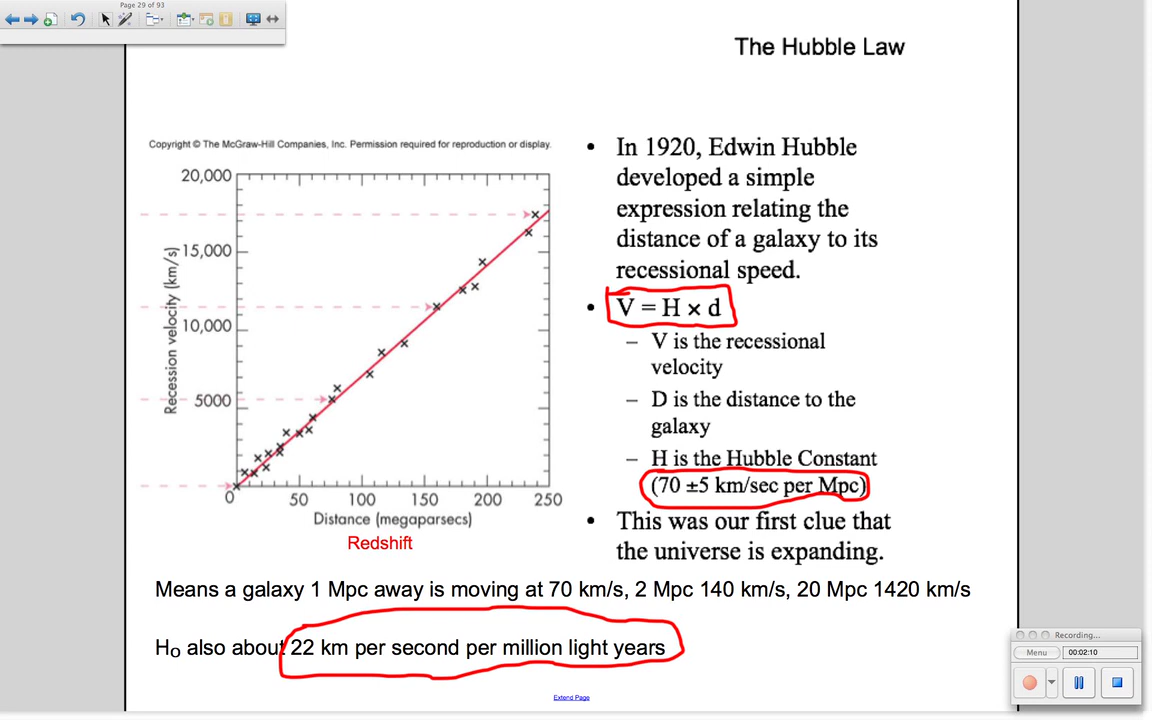 Page 29 of 93
The Hubble Law
Copyright © The McGraw-Hill Companies, Inc. Permission required for reproduction or display.
20,000
15,000
10,000
5000
0
50
100
150
200
250
Recession velocity (km/s)
Distance (megaparsecs)
Redshift
• In 1920, Edwin Hubble
developed a simple
expression relating the
distance of a galaxy to its
recessional speed.
• V = H × d
– V is the recessional
velocity
– D is the distance to the
galaxy
– H is the Hubble Constant
(70 ±5 km/sec per Mpc)
• This was our first clue that
the universe is expanding.
Means a galaxy 1 Mpc away is moving at 70 km/s, 2 Mpc 140 km/s, 20 Mpc 1420 km/s
Ho also about 22 km per second per million light years
Extend Page
Recording...
Menu
00:02:10